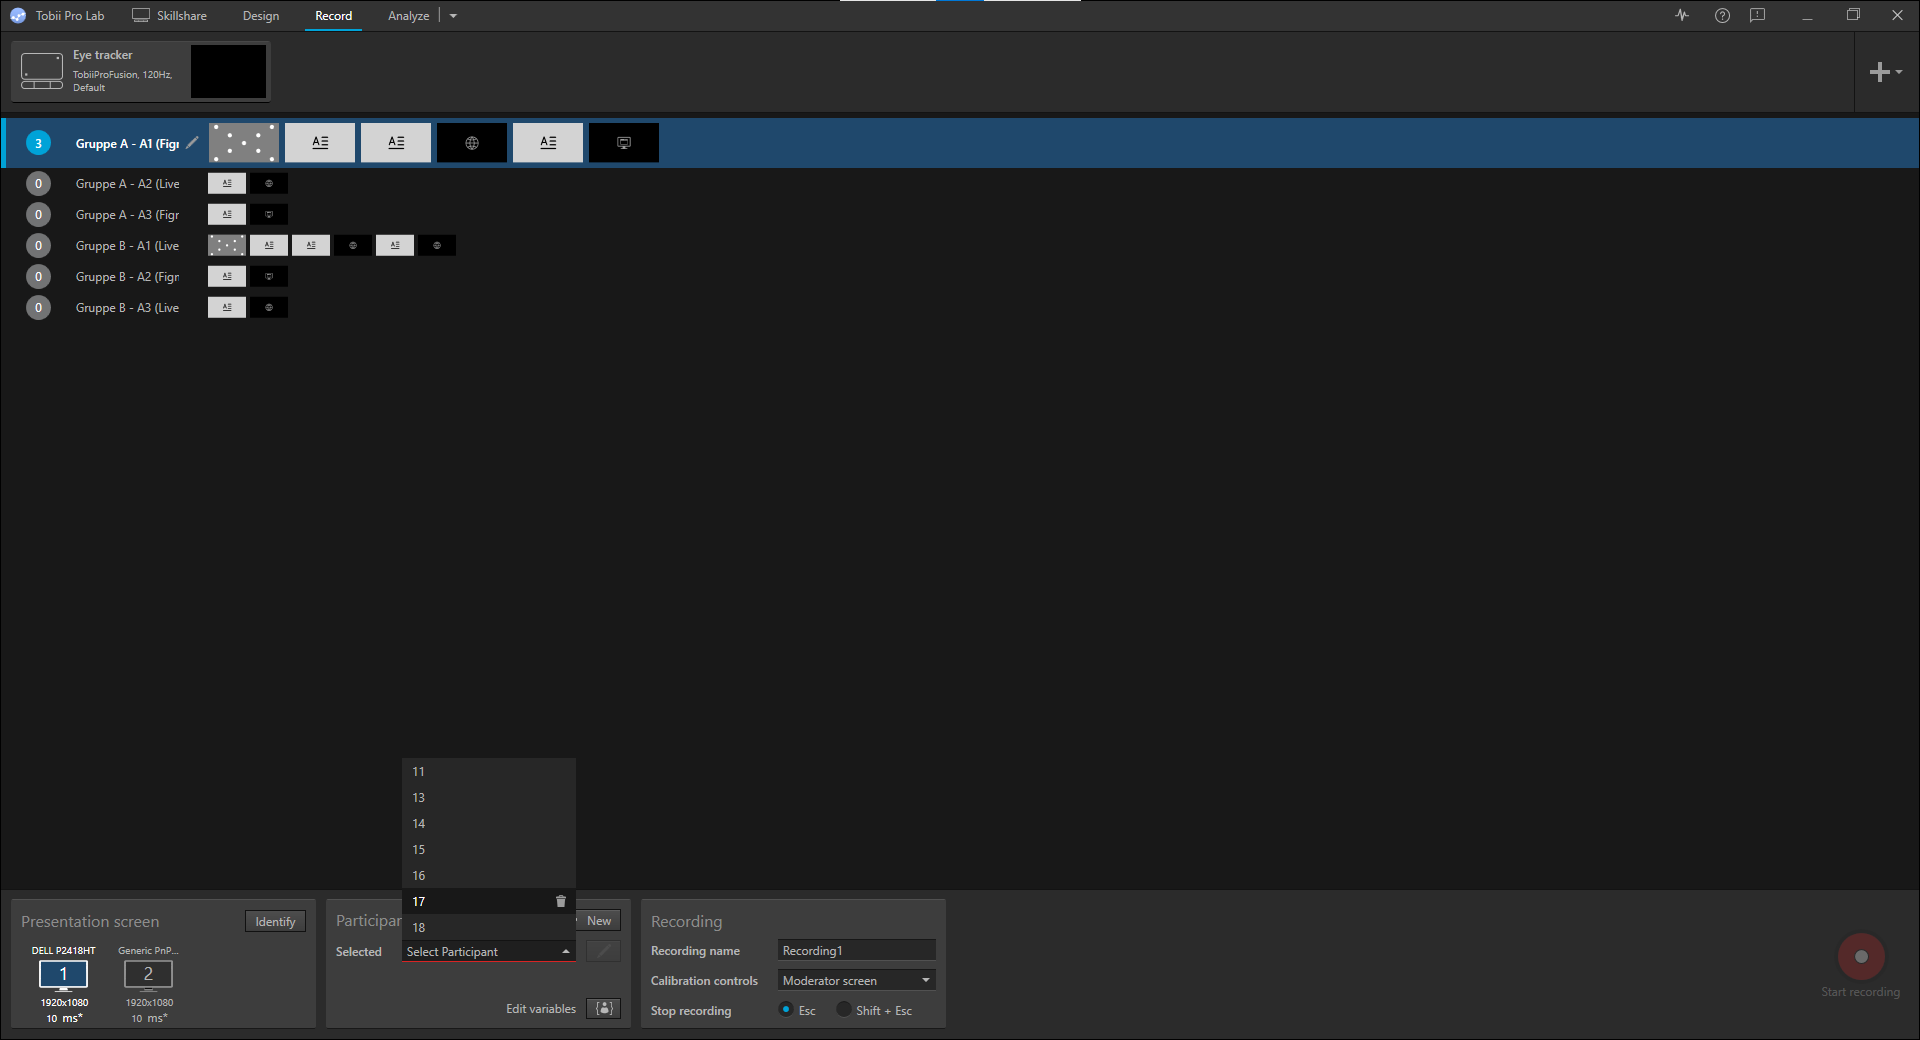 Tobii Pro Lab Skillshare Design Record Analyze
Eye tracker
TobiiProFusion, 120Hz,
Default
3 Gruppe A - A1 (Figr
0 Gruppe A - A2 (Live
0 Gruppe A - A3 (Figr
0 Gruppe B - A1 (Live
0 Gruppe B - A2 (Figr
0 Gruppe B - A3 (Live
11
13
14
15
16
17
18
Presentation screen Identify
DELL P2418HT Generic PnP...
1 2
1920x1080 1920x1080
10 ms* 10 ms*
Participan New
Selected Select Participant
Edit variables
Recording
Recording name Recording1
Calibration controls Moderator screen
Stop recording Esc Shift + Esc
Start recording